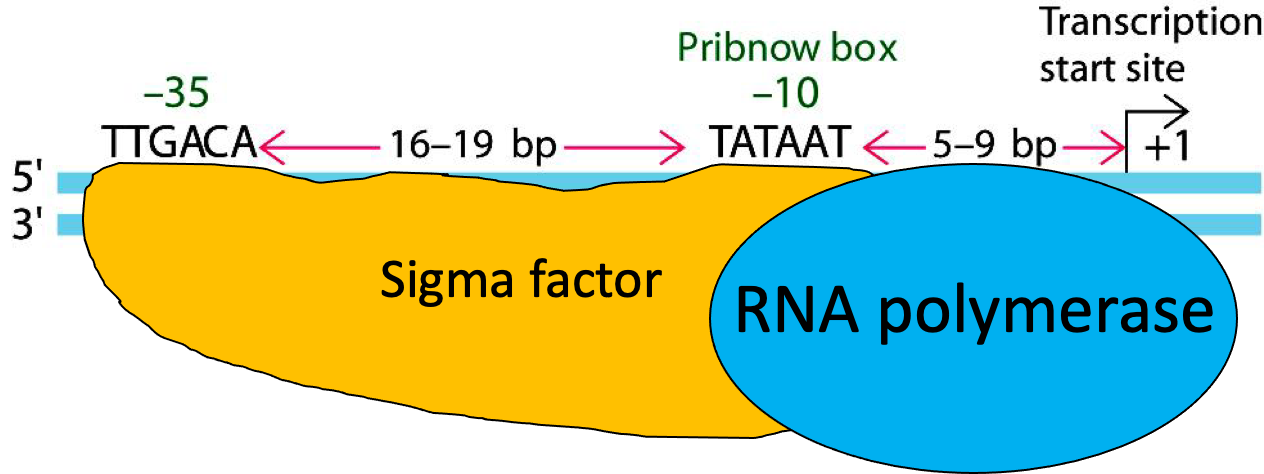 Transcription
start site
Pribnow box
–35
–10
TTGACA
16–19 bp
TATAAT
5–9 bp
+1
5'
3'
Sigma factor
RNA polymerase